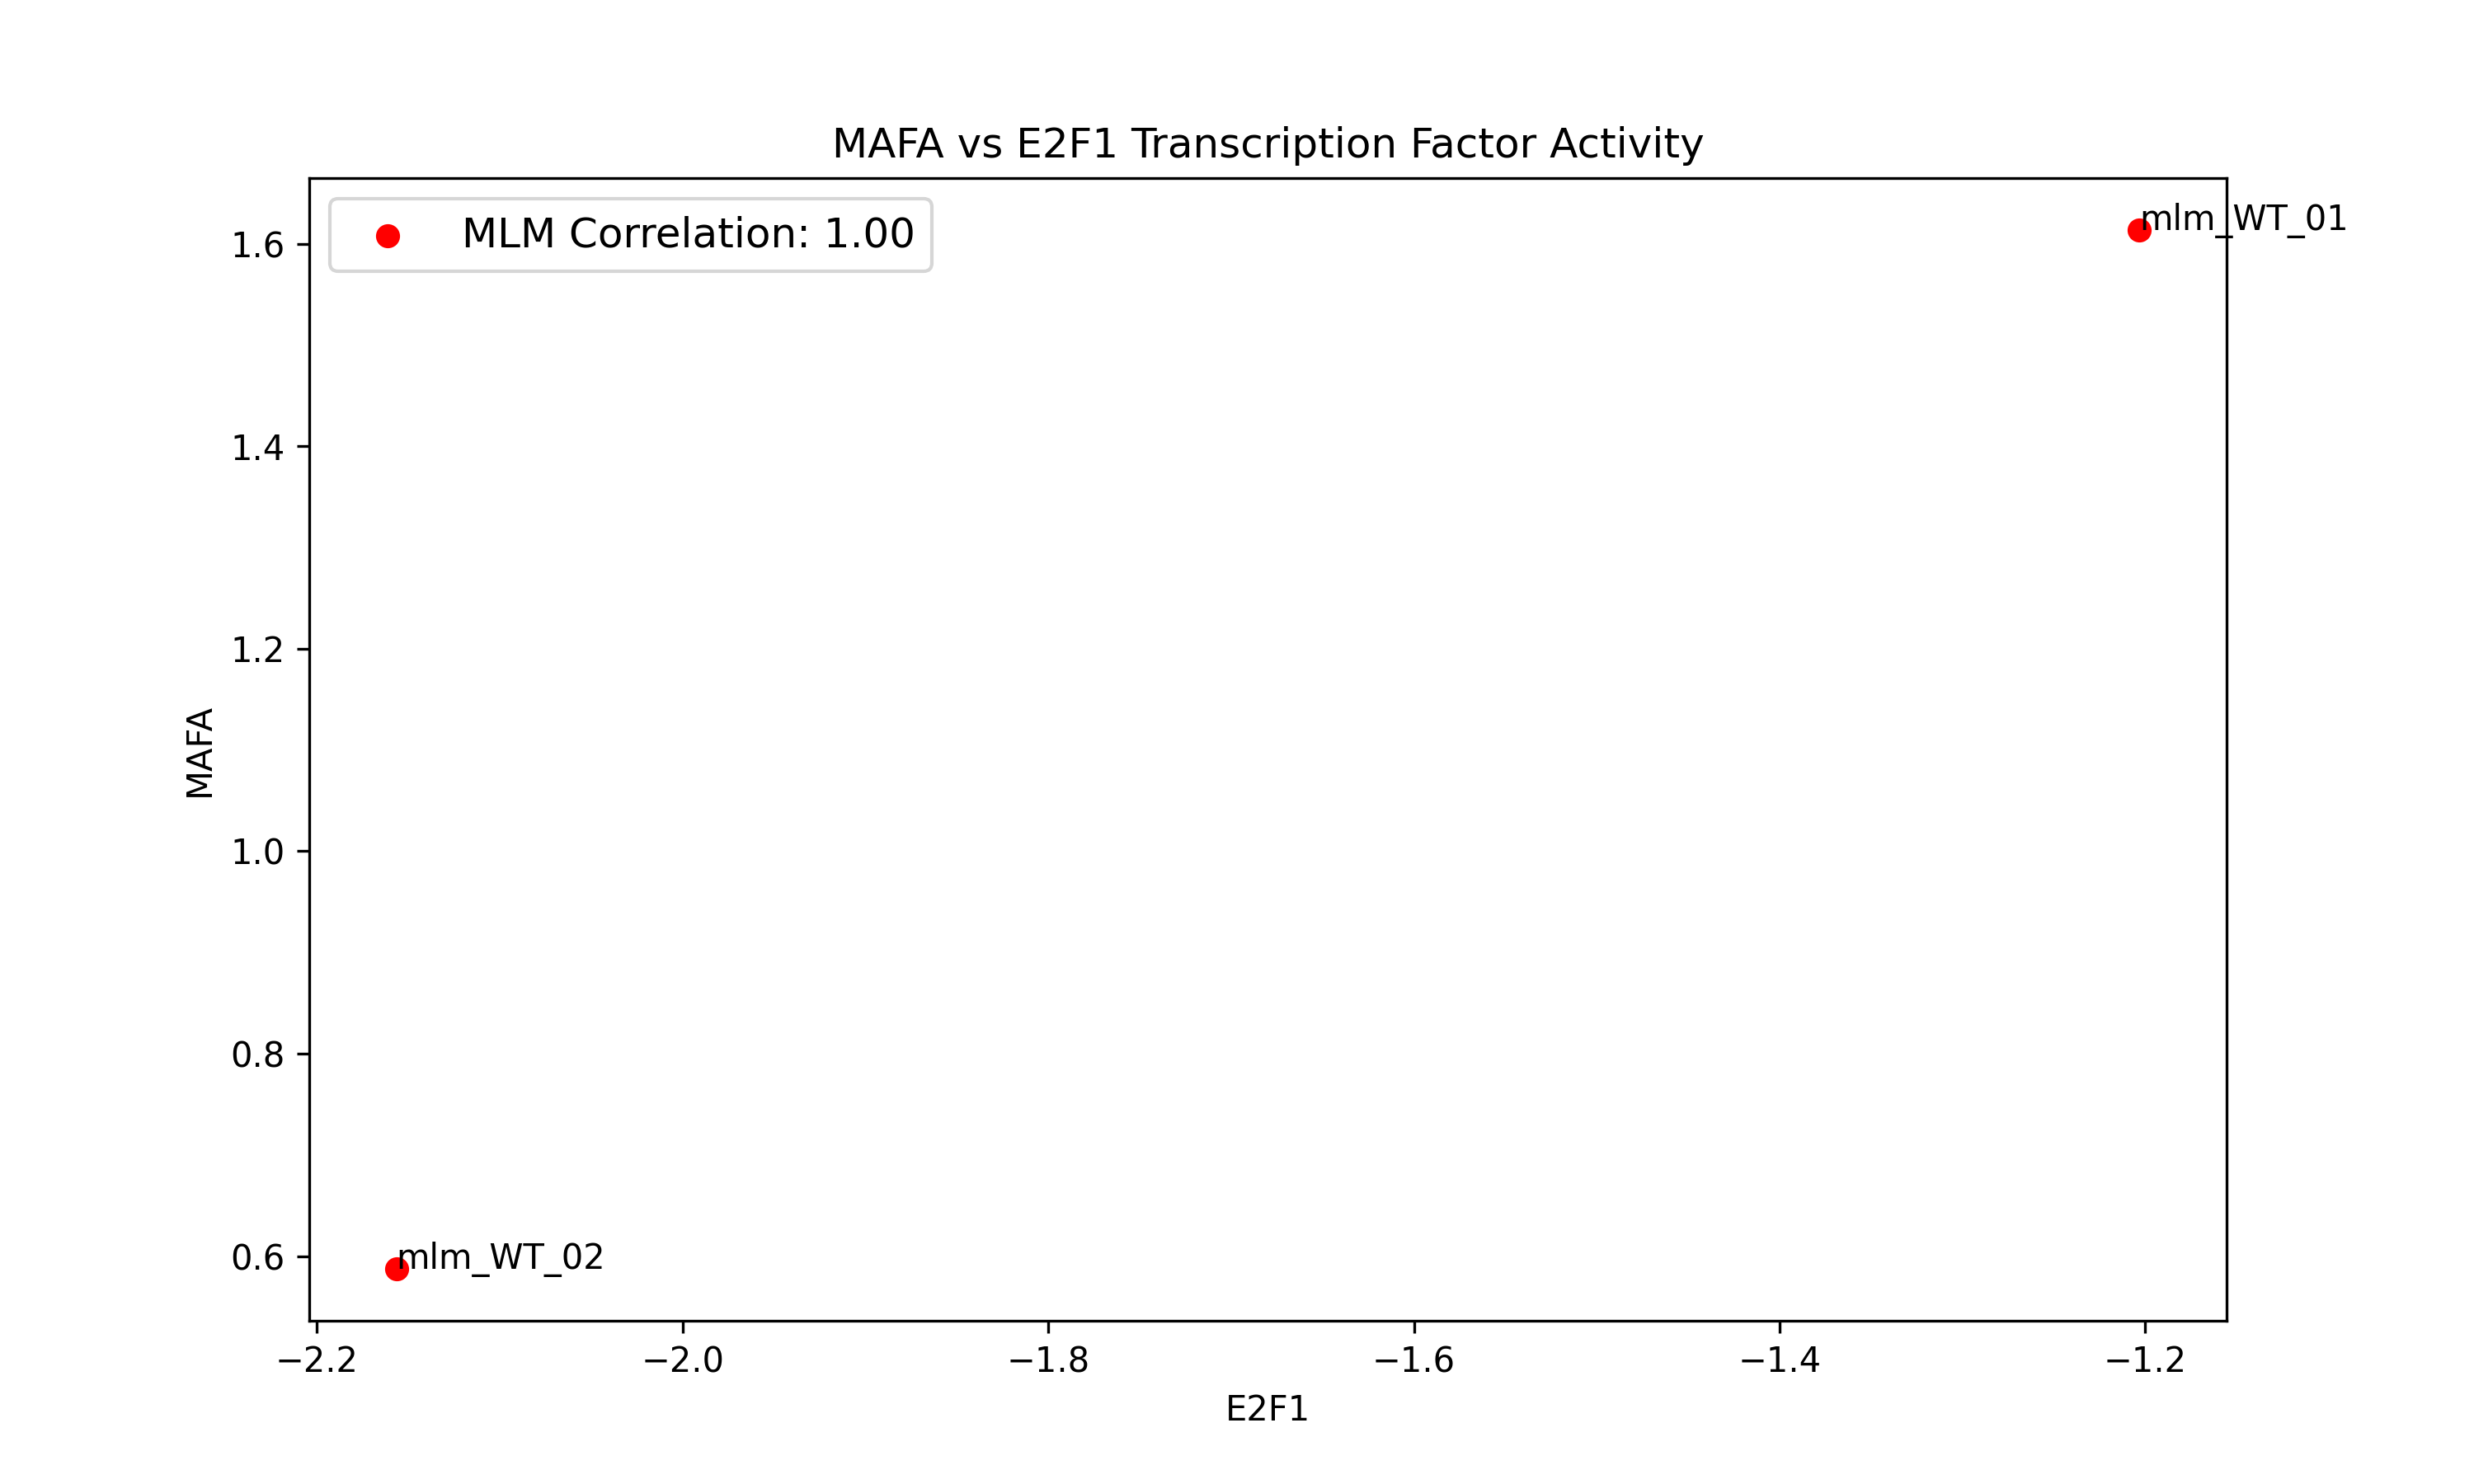 MAFA vs E2F1 Transcription Factor Activity
MLM Correlation: 1.00
mlm_WT_01
mlm_WT_02
MAFA
1.6
1.4
1.2
1.0
0.8
0.6
−2.2
−2.0
−1.8
−1.6
−1.4
−1.2
E2F1